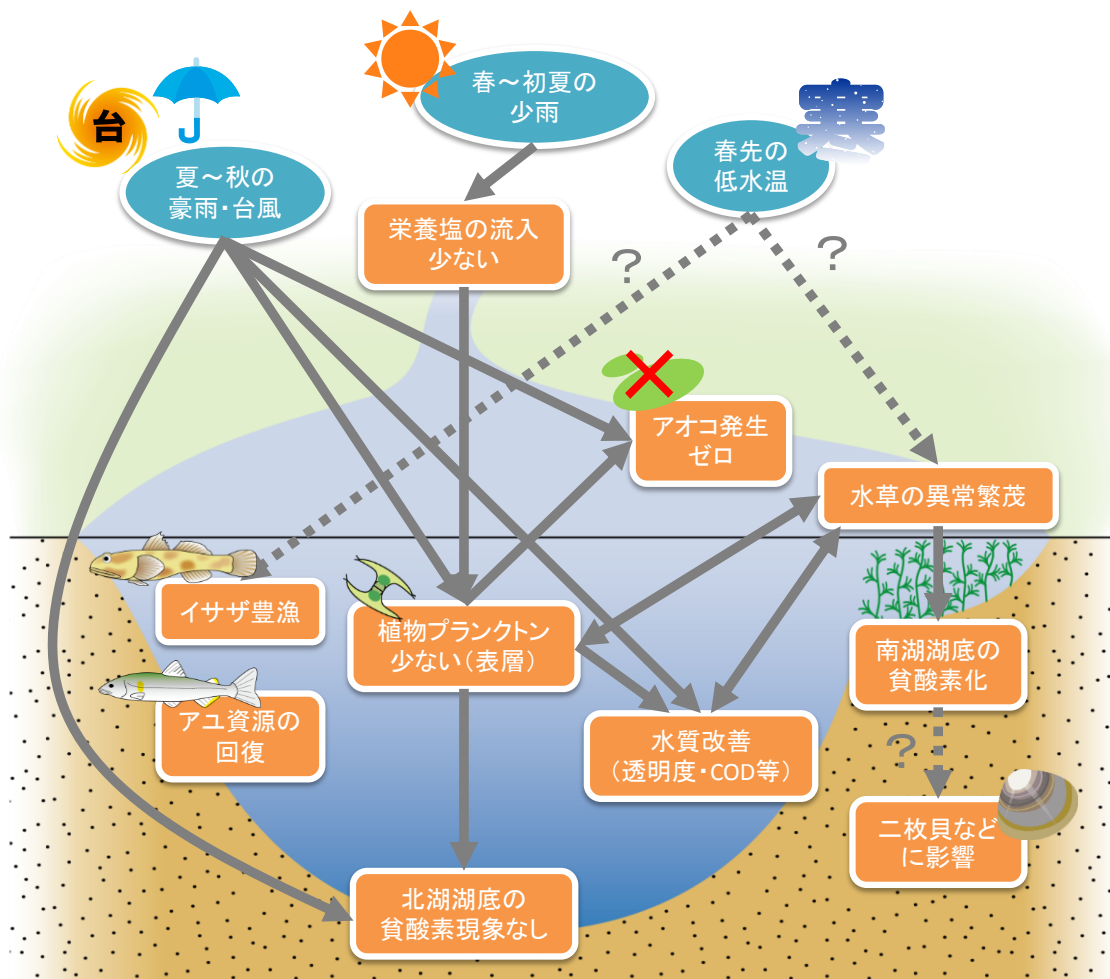 春～初夏の
少雨
寒
台
春先の
低水温
夏～秋の
豪雨・台風
栄養塩の流入
少ない
?
?
アオコ発生
ゼロ
水草の異常繁茂
イサザ豊漁
植物プランクトン
少ない（表層）
南湖湖底の
貧酸素化
アユ資源の
回復
水質改善
（透明度・COD等）
?
二枚貝など
に影響
北湖湖底の
貧酸素現象なし